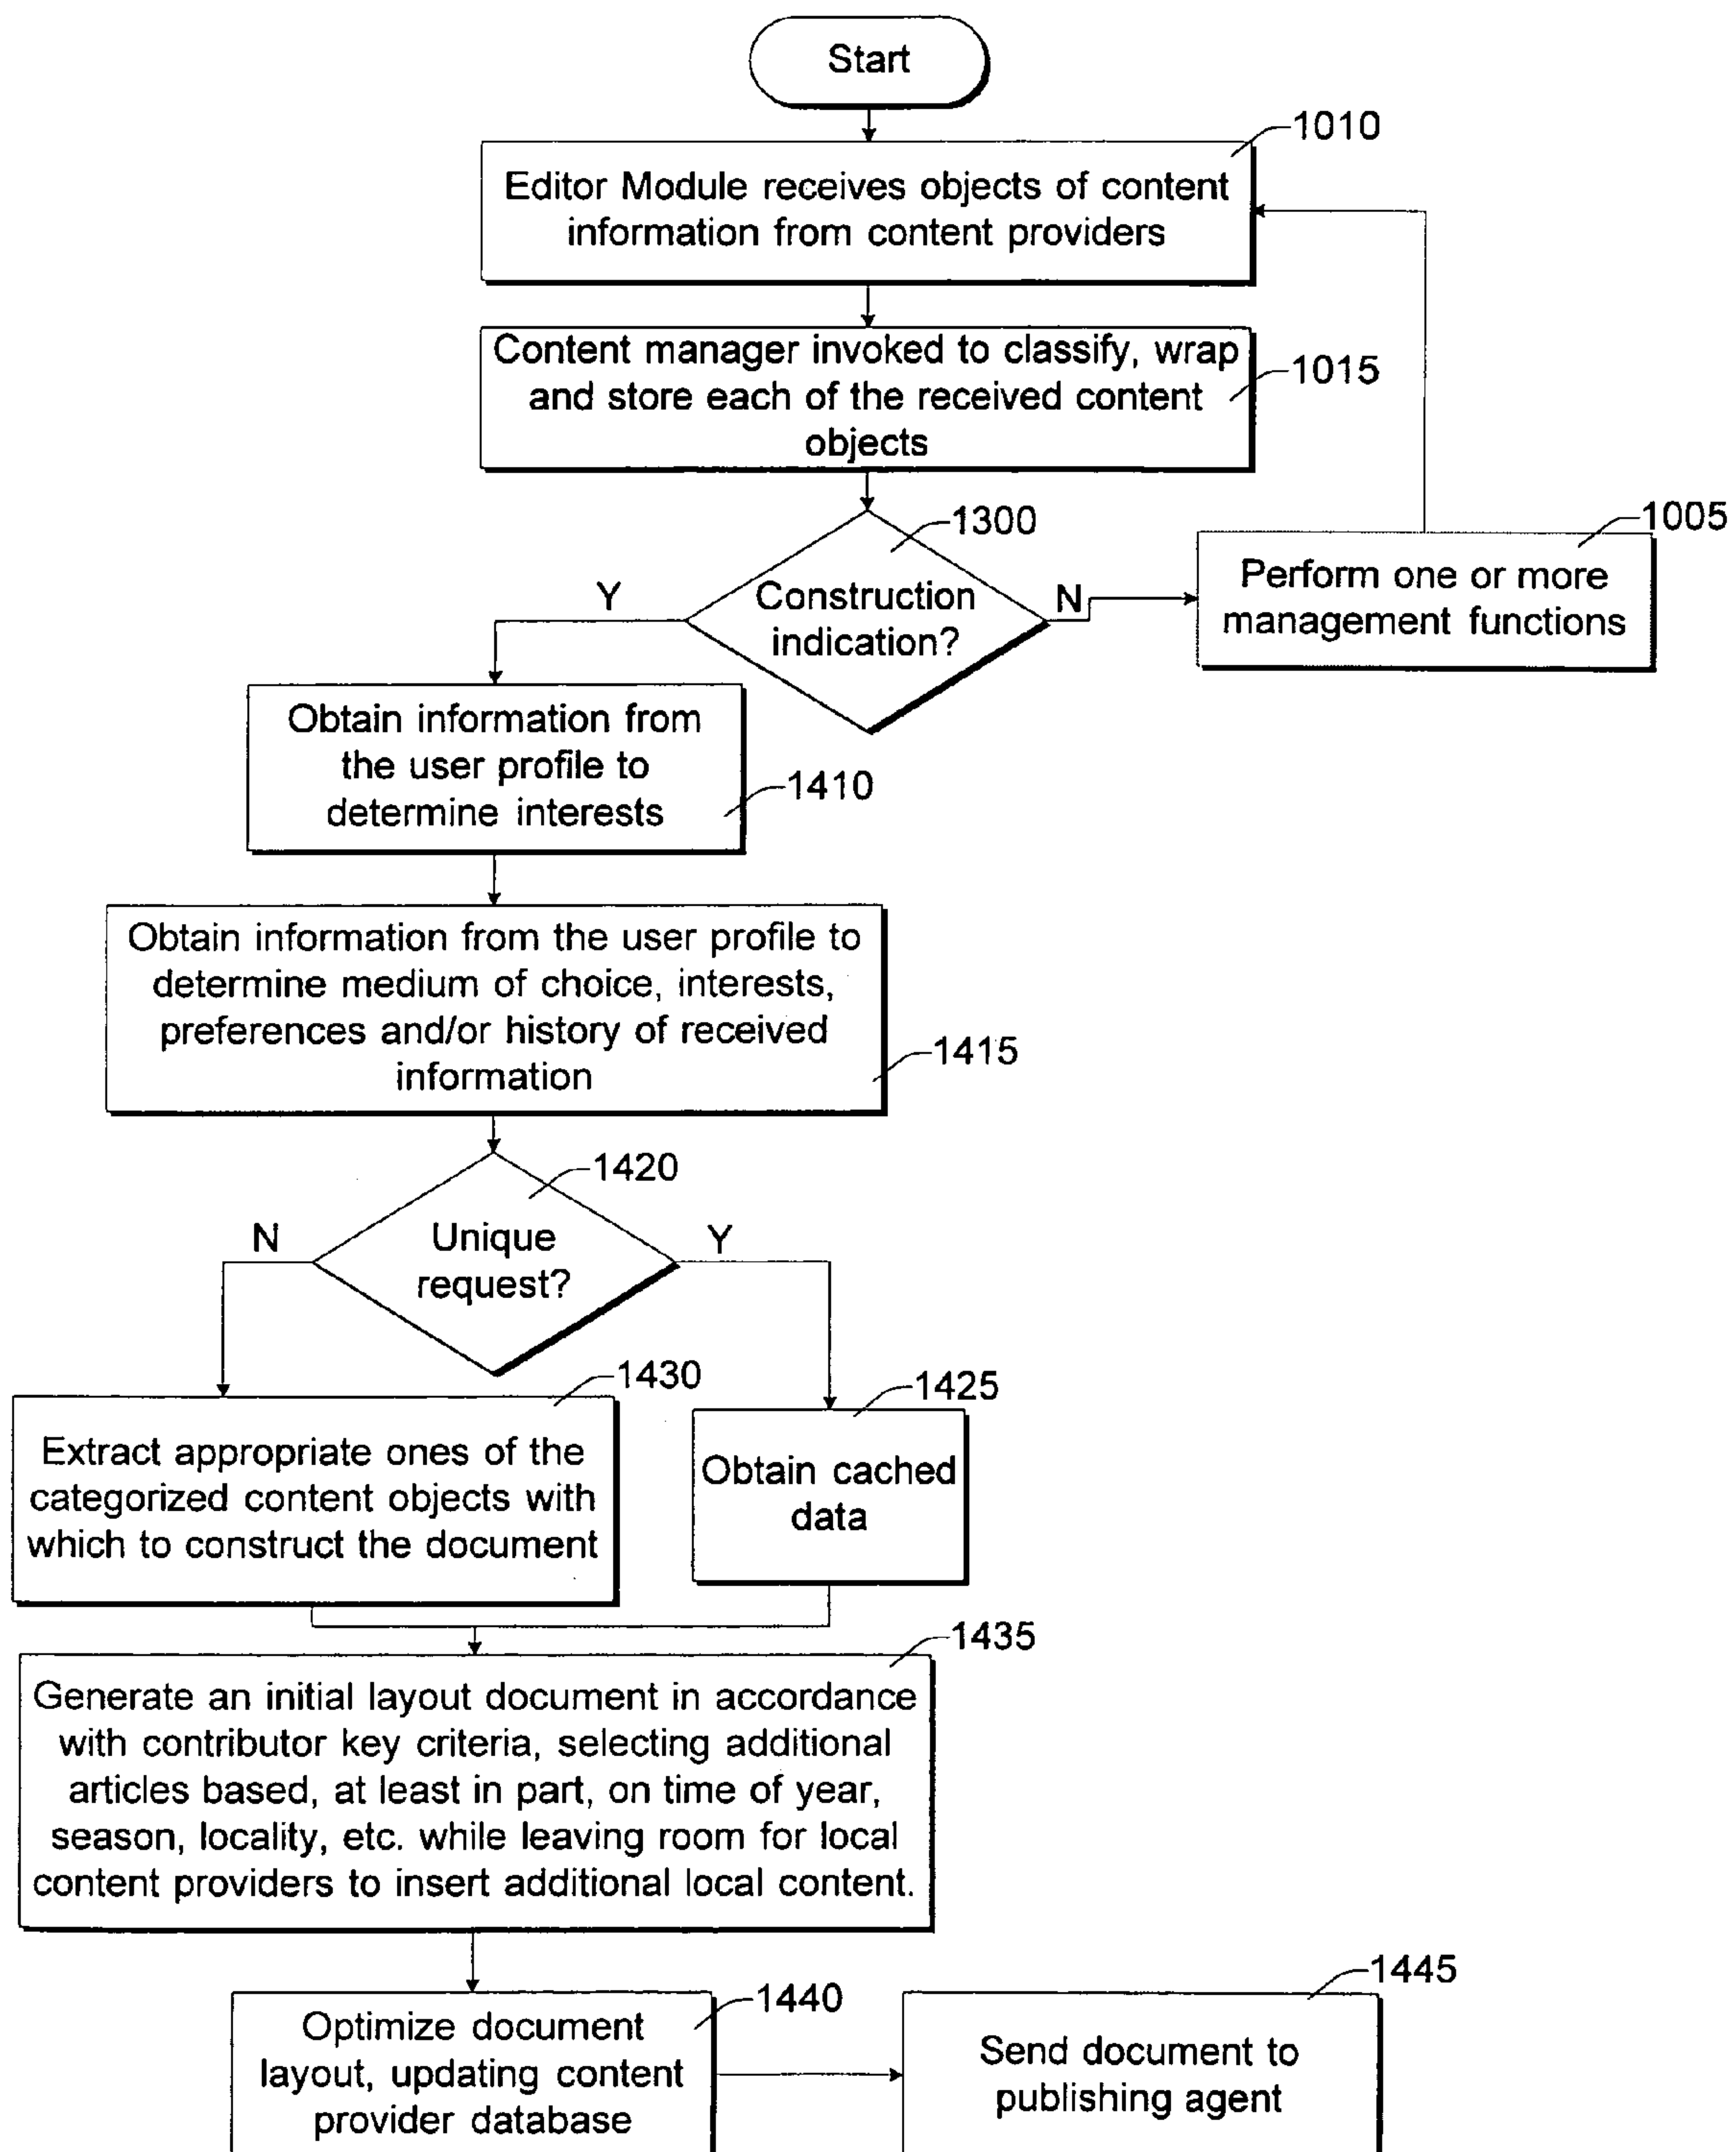 Start
1010
Editor Module receives objects of content
information from content providers
Content manager invoked to classify, wrap
and store each of the received content
objects
1015
1300
Construction
indication?
Y
N
1005
Perform one or more
management functions
Obtain information from
the user profile to
determine interests
1410
Obtain information from the user profile to
determine medium of choice, interests,
preferences and/or history of received
information
1415
1420
Unique
request?
N
Y
1430
Extract appropriate ones of the
categorized content objects with
which to construct the document
1425
Obtain cached
data
1435
Generate an initial layout document in accordance
with contributor key criteria, selecting additional
articles based, at least in part, on time of year,
season, locality, etc. while leaving room for local
content providers to insert additional local content.
1440
Optimize document
layout, updating content
provider database
1445
Send document to
publishing agent